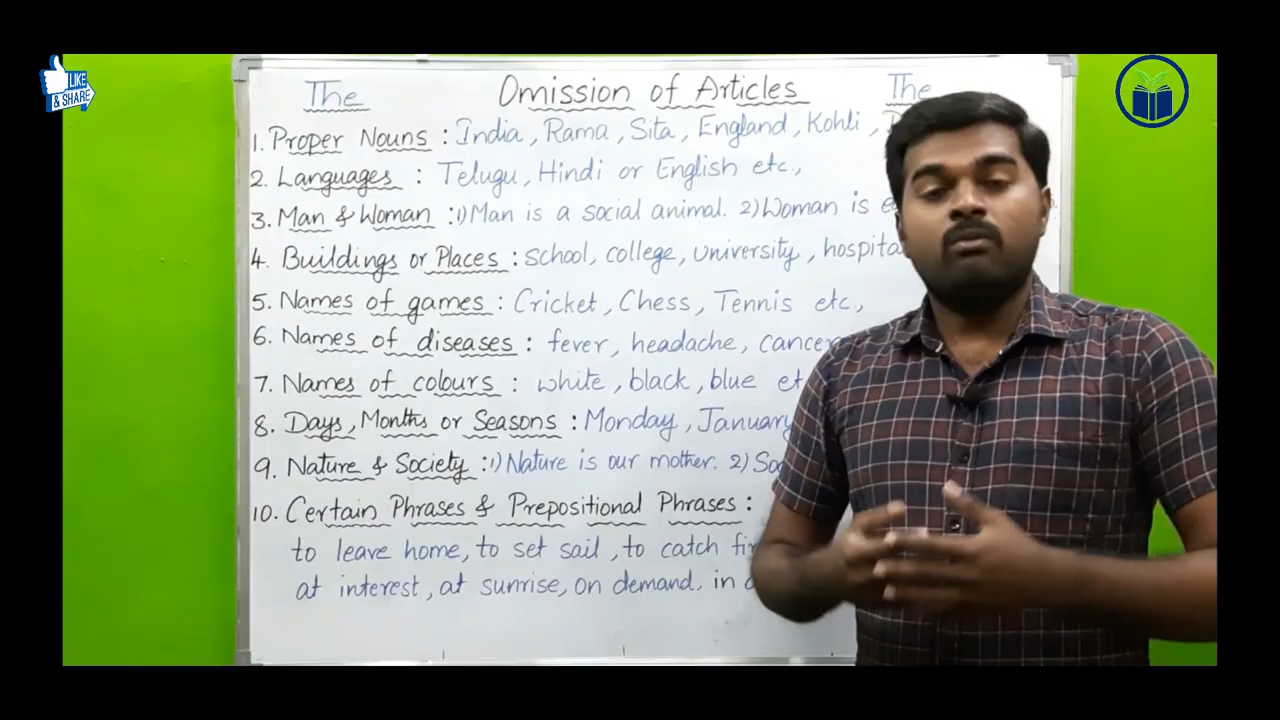 LIKE
& SHARE
The Omission of Articles The
1. Proper Nouns : India, Rama, Sita, England, Kohli,
2. Languages : Telugu, Hindi or English etc,
3. Man & Woman : 1) Man is a social animal. 2) Woman is
4. Buildings or Places : school, college, university,
5. Names of games : Cricket, Chess, Tennis etc,
6. Names of diseases : fever, headache, cancer
7. Names of colours : white, black, blue
8. Days, Months or Seasons : Monday, January
9. Nature & Society : 1) Nature is our mother. 2)
10. Certain Phrases & Prepositional Phrases :
to leave home, to set sail, to catch
at interest, at sunrise, on demand, in